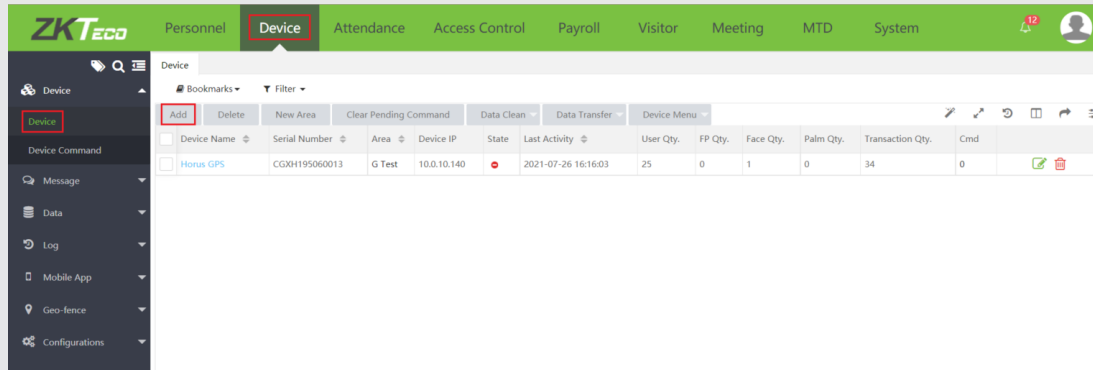 ZKTECO Personnel Device Attendance Access Control Payroll Visitor Meeting MTD System 12
Device
Bookmarks Filter
Add Delete New Area Clear Pending Command Data Clean Data Transfer Device Menu
Device Name Serial Number Area Device IP State Last Activity User Qty. FP Qty. Face Qty. Palm Qty. Transaction Qty. Cmd
Horus GPS CGXH195060013 G Test 10.0.10.140 2021-07-26 16:16:03 25 0 1 0 34 0
Device
Device
Device Command
Message
Data
Log
Mobile App
Geo-fence
Configurations